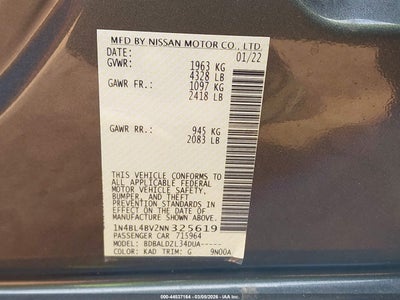 MFD BY NISSAN MOTOR CO., LTD.
DATE: 01/22
GVWR: 1963 KG
4328 LB
GAWR FR.: 1097 KG
2418 LB
GAWR RR.: 945 KG
2083 LB
THIS VEHICLE CONFORMS TO
ALL APPLICABLE FEDERAL
MOTOR VEHICLE SAFETY,
BUMPER, AND THEFT
PREVENTION STANDARDS
IN EFFECT ON THE DATE OF
MANUFACTURE SHOWN ABOVE.
1N4BL4BV2NN325619
PASSENGER CAR 715964
MODEL: BDBALDZL34DUA-----
COLOR: KAD TRIM: G 9N00A
000-44537164 - 03/09/2026 - IAA, Inc.